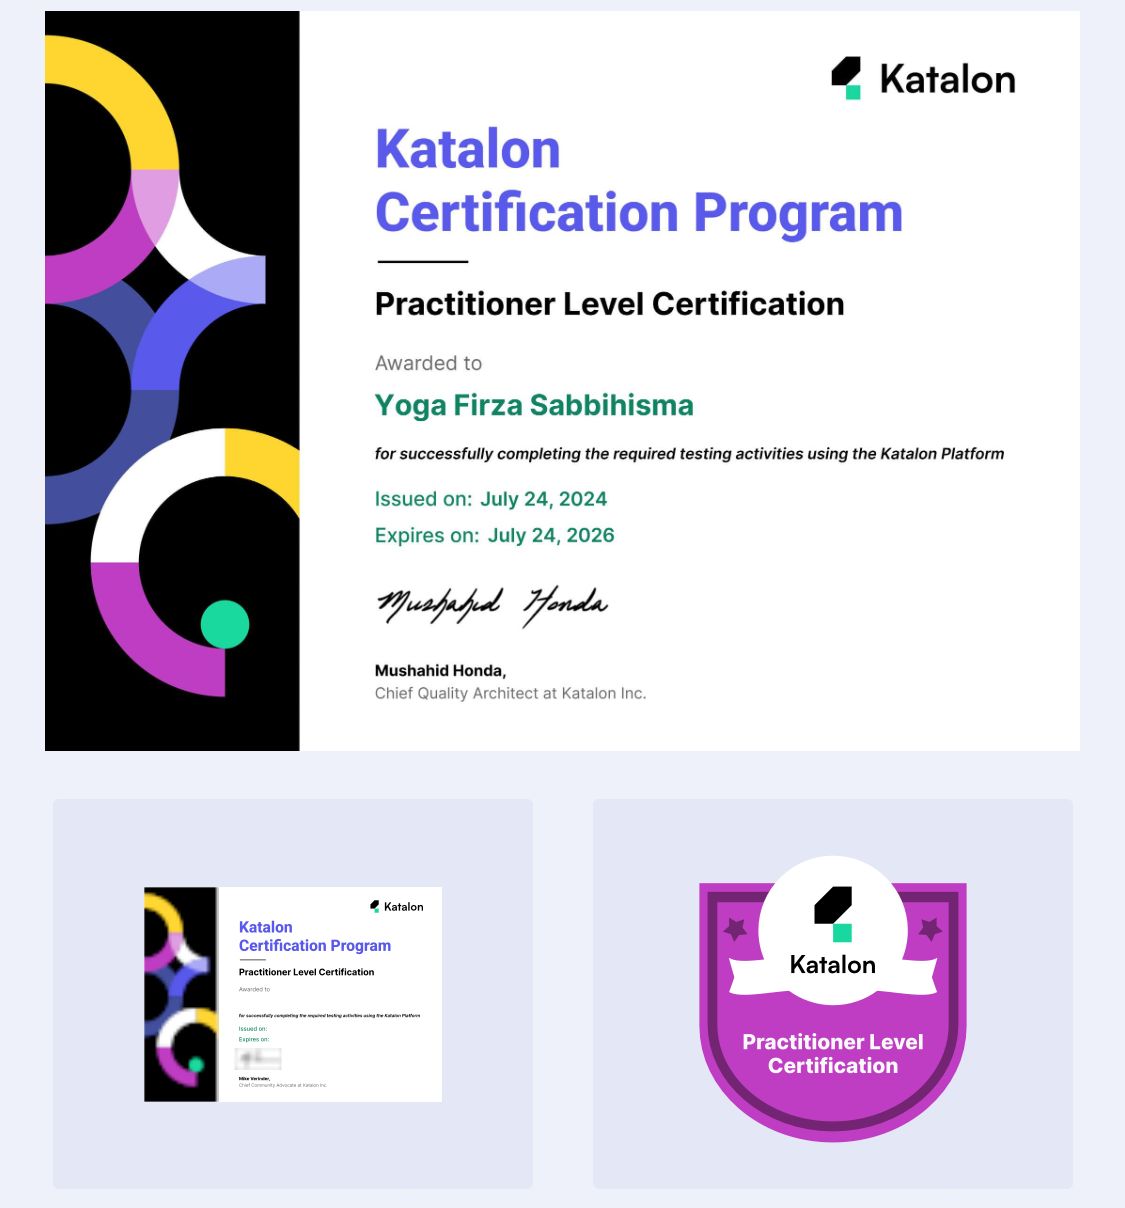 Katalon
Katalon
Certification Program
Practitioner Level Certification
Awarded to
Yoga Firza Sabbihisma
for successfully completing the required testing activities using the Katalon Platform
Issued on: July 24, 2024
Expires on: July 24, 2026
Mushahid Honda
Mushahid Honda,
Chief Quality Architect at Katalon Inc.
Katalon
Katalon
Certification Program
Practitioner Level Certification
Awarded to
for successfully completing the required testing activities using the Katalon Platform
Issued on:
Expires on:
Mike Verinder,
Chief Community Advocate at Katalon Inc.
Katalon
Practitioner Level
Certification